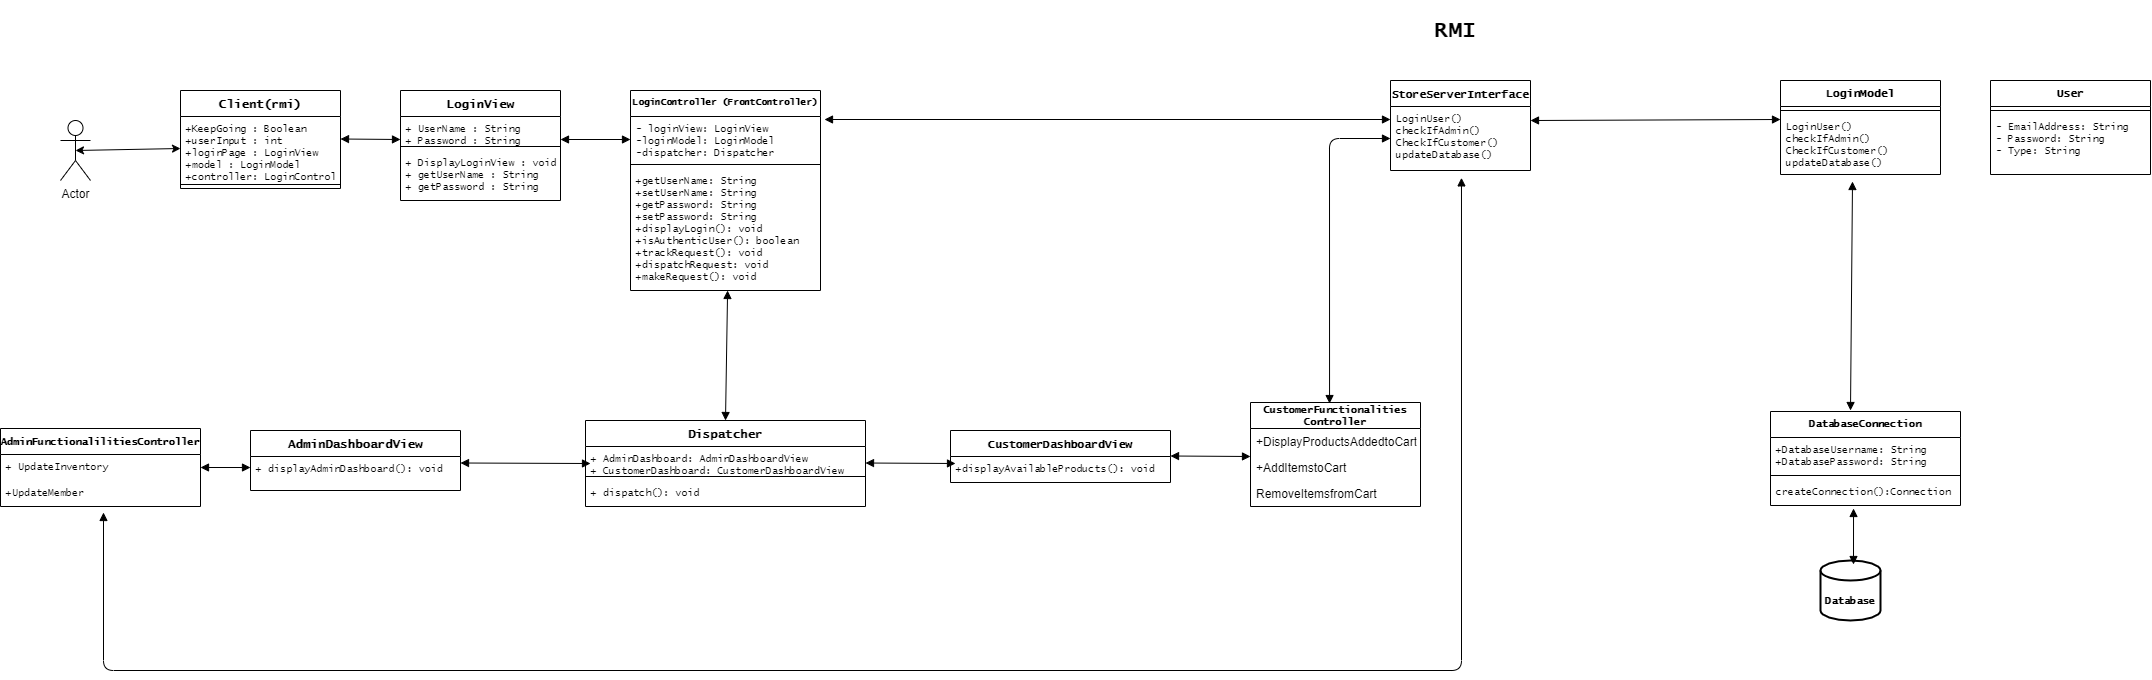 RMI
Actor
Client(rmi)
+KeepGoing : Boolean
+userInput : int
+loginPage : LoginView
+model : LoginModel
+controller: LoginControl
LoginView
+ UserName : String
+ Password : String
+ DisplayLoginView : void
+ getUserName : String
+ getPassword : String
LoginController (FrontController)
- loginView: LoginView
-loginModel: LoginModel
-dispatcher: Dispatcher
+getUserName: String
+setUserName: String
+getPassword: String
+setPassword: String
+displayLogin(): void
+isAuthenticUser(): boolean
+trackRequest(): void
+dispatchRequest: void
+makeRequest(): void
StoreServerInterface
LoginUser()
checkIfAdmin()
CheckIfCustomer()
updateDatabase()
LoginModel
LoginUser()
checkIfAdmin()
CheckIfCustomer()
updateDatabase()
User
- EmailAddress: String
- Password: String
- Type: String
AdminFunctionalilitiesController
+ UpdateInventory
+UpdateMember
AdminDashboardView
+ displayAdminDashboard(): void
Dispatcher
+ AdminDashboard: AdminDashboardView
+ CustomerDashboard: CustomerDashboardView
+ dispatch(): void
CustomerDashboardView
+displayAvailableProducts(): void
CustomerFunctionalities
Controller
+DisplayProductsAddedtoCart
+AddItemstoCart
RemoveItemsfromCart
DatabaseConnection
+DatabaseUsername: String
+DatabasePassword: String
createConnection():Connection
Database